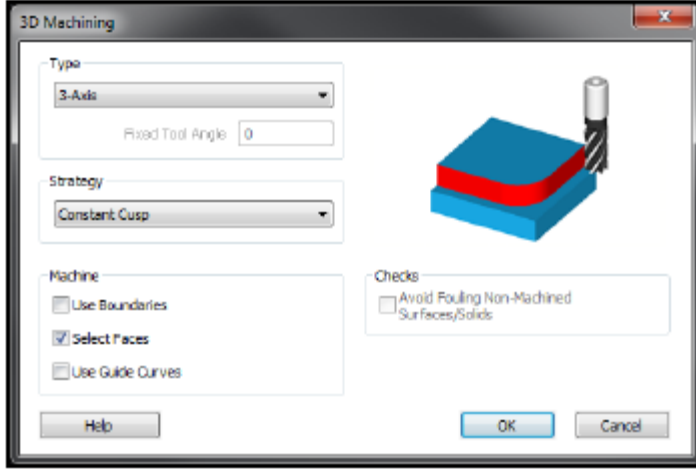 3D Machining
Type
3-Axis
Fixed Tool Angle 0
Strategy
Constant Cusp
Machine
Use Boundaries
Select Faces
Use Guide Curves
Checks
Avoid Fouling Non-Machined
Surfaces/Solids
Help
OK
Cancel